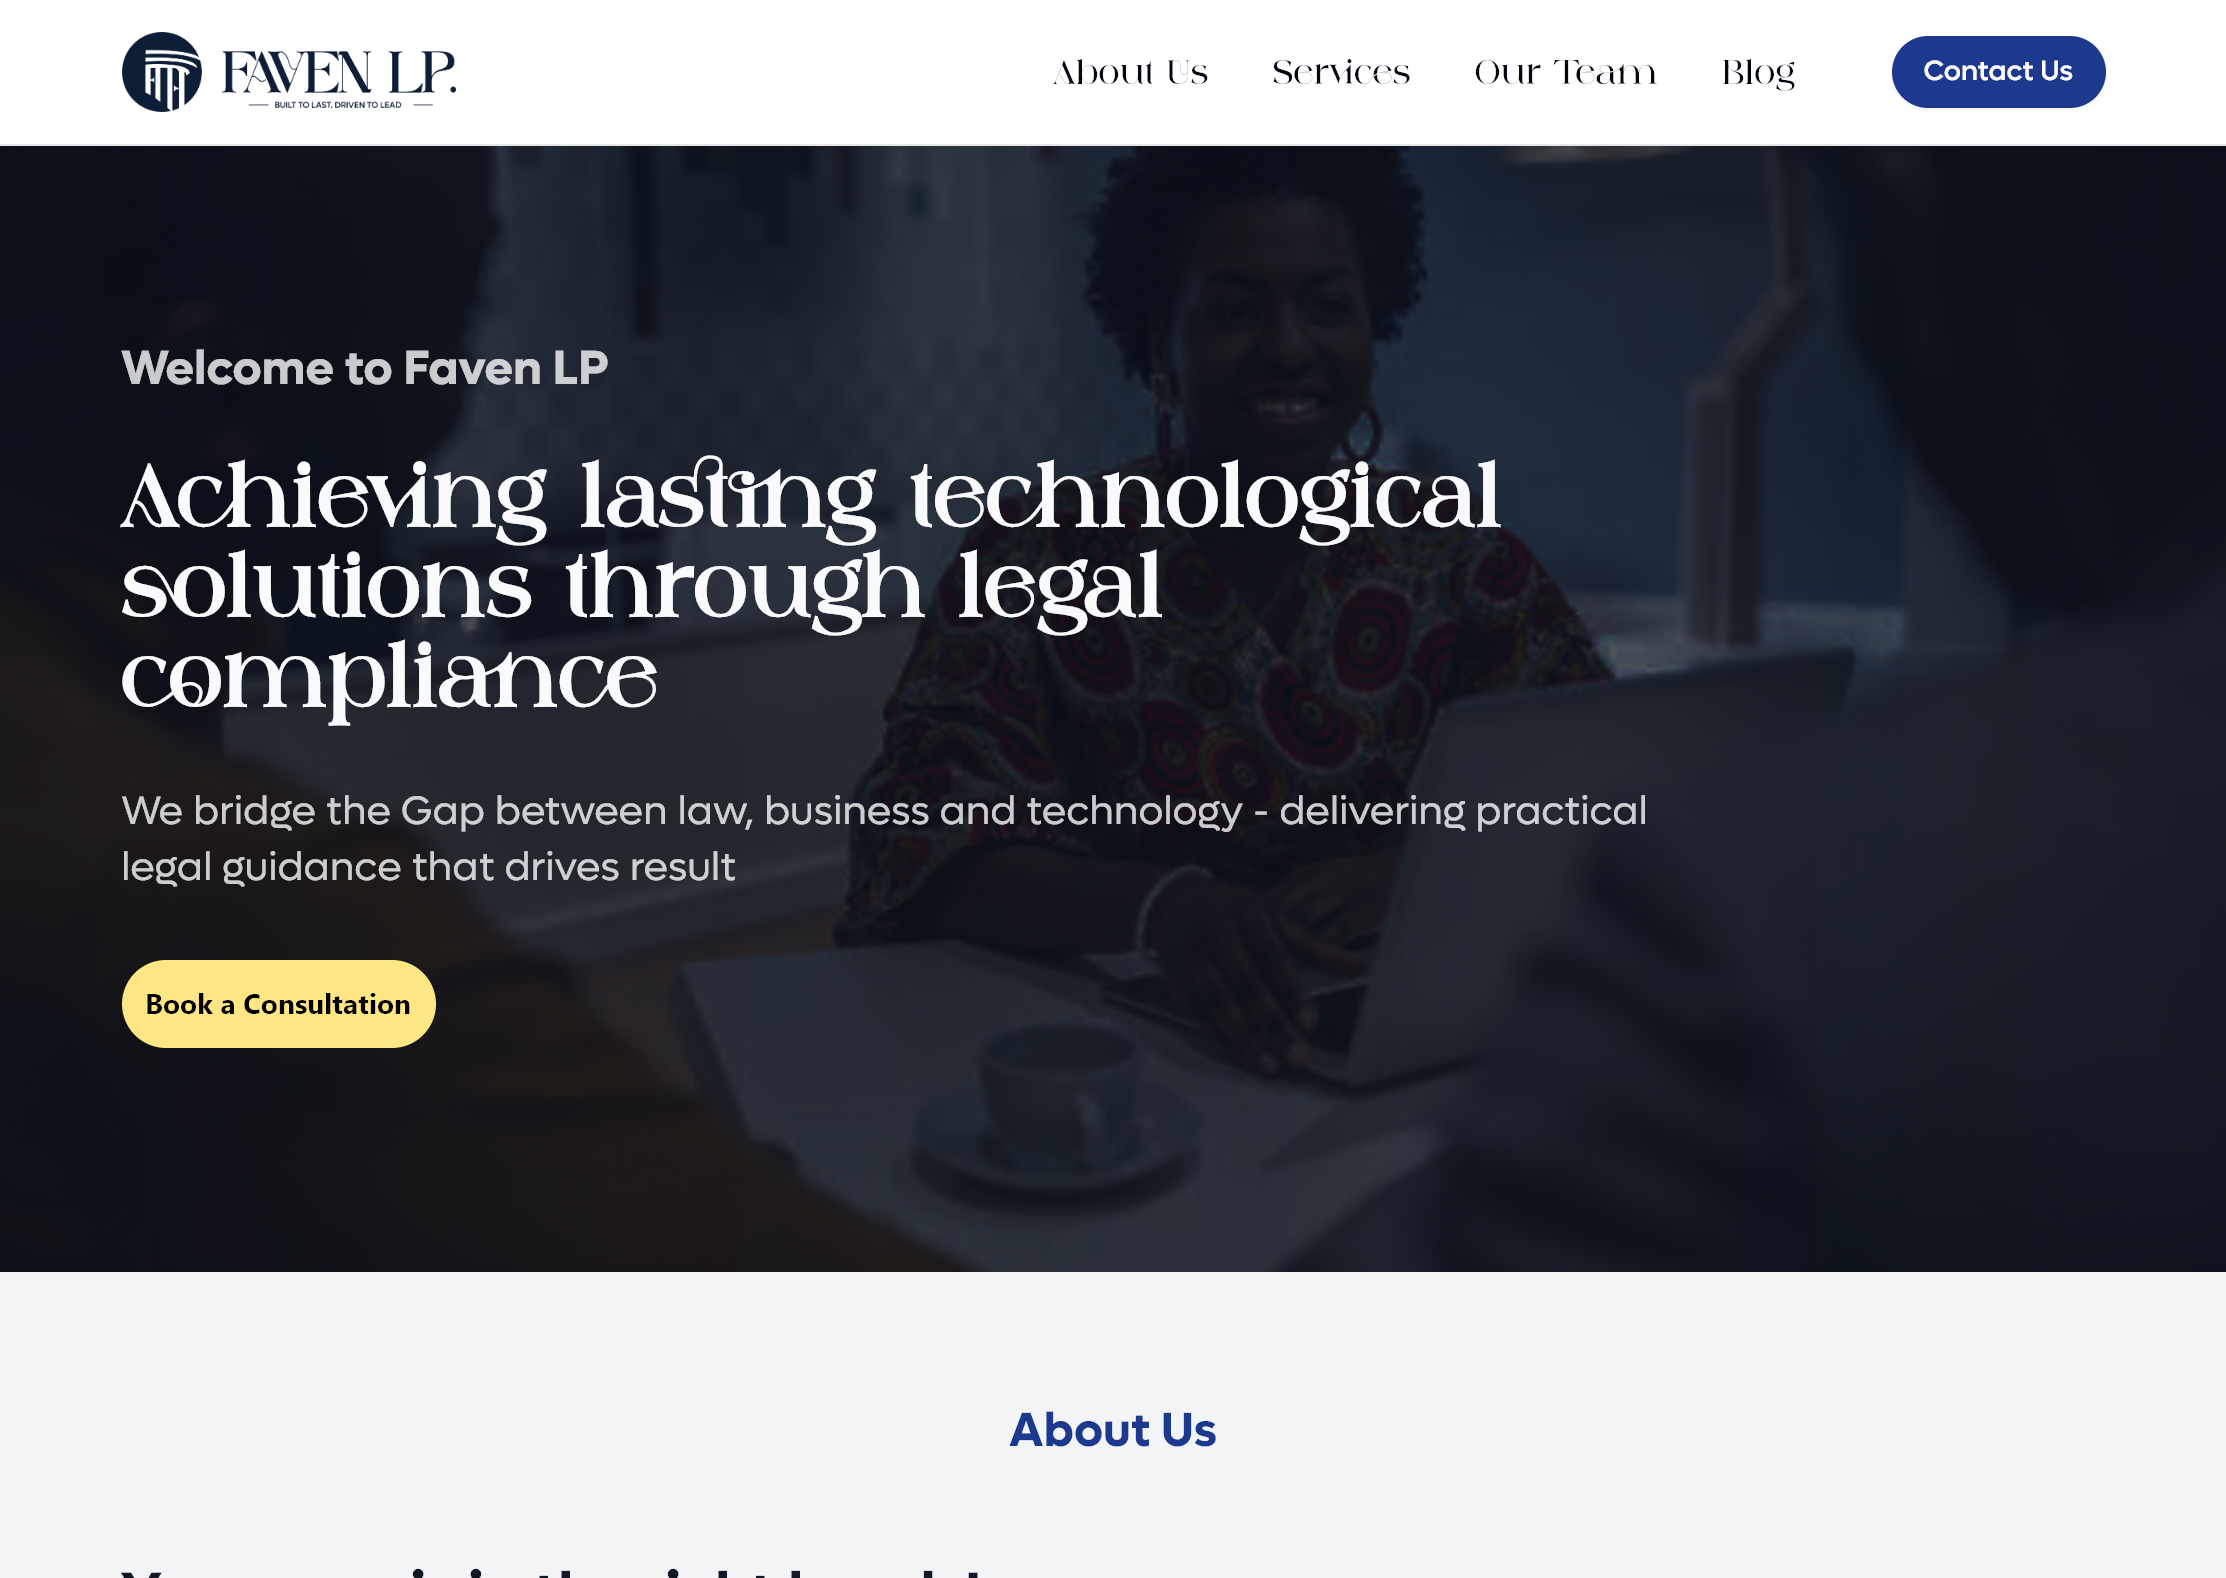 FAVEN LP.
BUILT TO LAST. DRIVEN TO LEAD
About Us
Services
Our Team
Blog
Contact Us
Welcome to Faven LP
Achieving lasting technological
solutions through legal
compliance
We bridge the Gap between law, business and technology - delivering practical
legal guidance that drives result
Book a Consultation
About Us